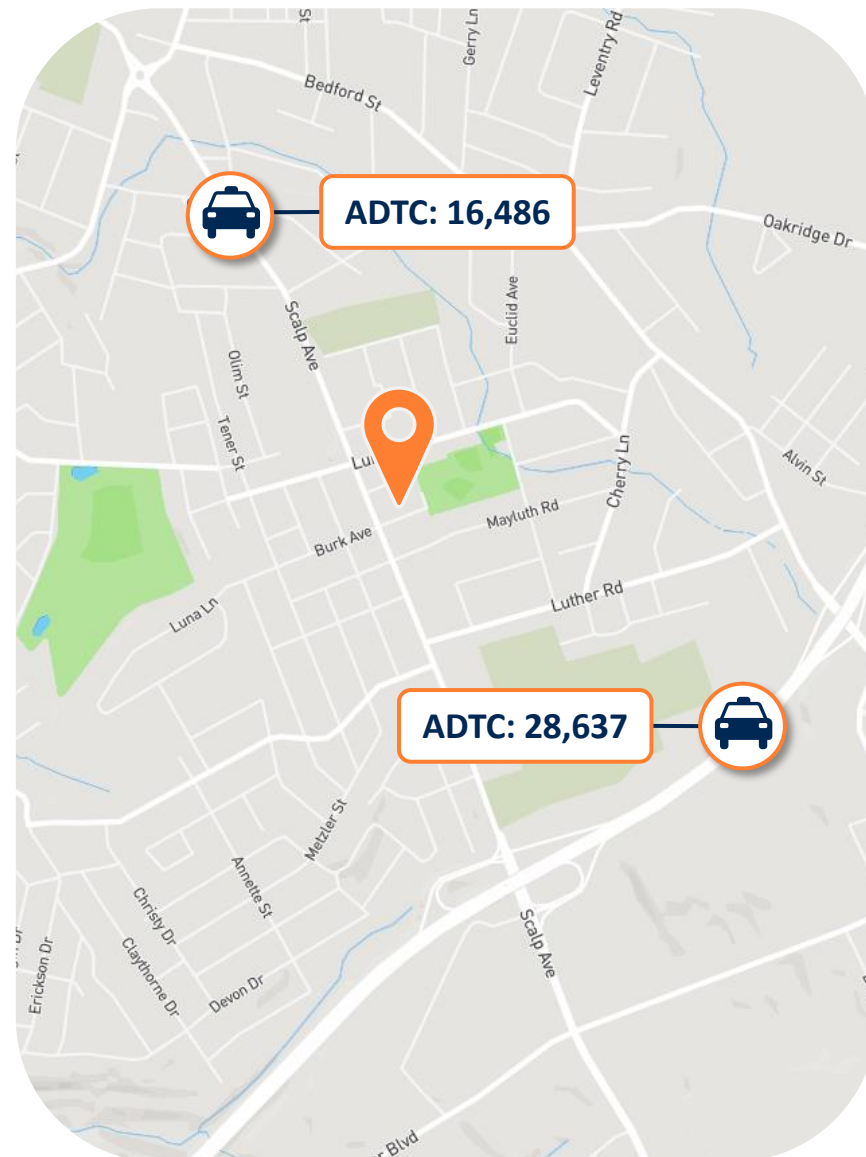 St
Gerry Ln
Leventry Rd
Bedford St
ADTC: 16,486
Oakridge Dr
Euclid Ave
Scalp Ave
Olim St
Tener St
Alvin St
Cherry Ln
Mayluth Rd
Burk Ave
Luther Rd
Luna Ln
ADTC: 28,637
Metzler St
Annette St
Christy Dr
Scalp Ave
Claythorne Dr
Devon Dr
Erickson Dr
Blvd